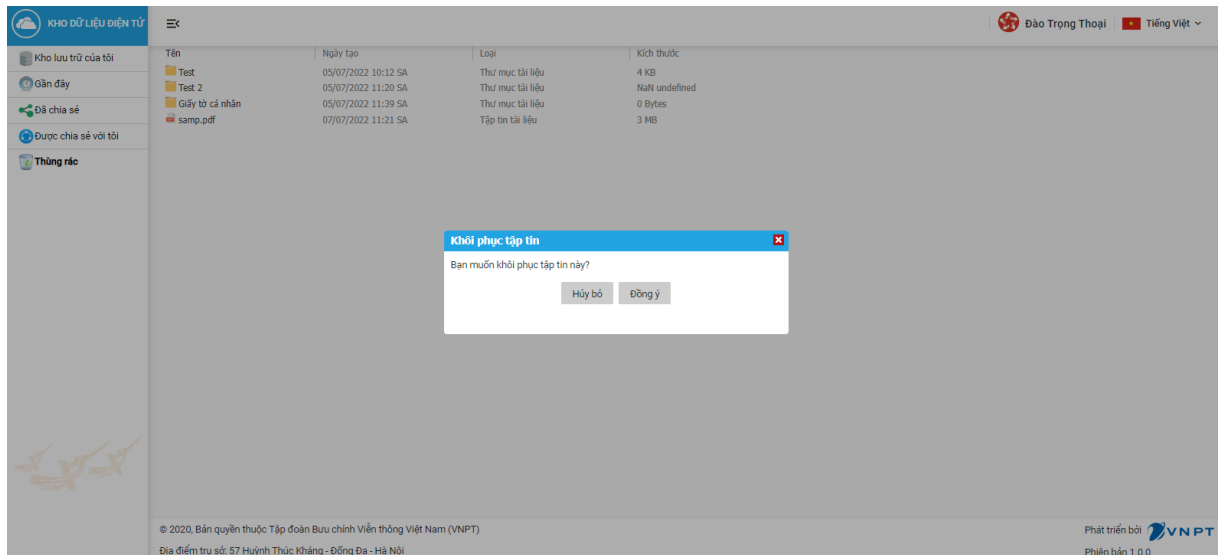 KHO DỮ LIỆU ĐIỆN TỬ
Đào Trọng Thoại
Tiếng Việt
Kho lưu trữ của tôi
Gần đây
Đã chia sẻ
Được chia sẻ với tôi
Thùng rác
Tên Ngày tạo Loại Kích thước
Test 05/07/2022 10:12 SA Thư mục tài liệu 4 KB
Test 2 05/07/2022 11:20 SA Thư mục tài liệu NaN undefined
Giấy tờ cá nhân 05/07/2022 11:39 SA Thư mục tài liệu 0 Bytes
samp.pdf 07/07/2022 11:21 SA Tập tin tài liệu 3 MB
Khôi phục tập tin
Bạn muốn khôi phục tập tin này?
Hủy bỏ Đồng ý
© 2020, Bản quyền thuộc Tập đoàn Bưu chính Viễn thông Việt Nam (VNPT)
Phát triển bởi VNPT
Địa điểm trụ sở: 57 Huỳnh Thúc Kháng - Đống Đa - Hà Nội
Phiên bản 1.0.0